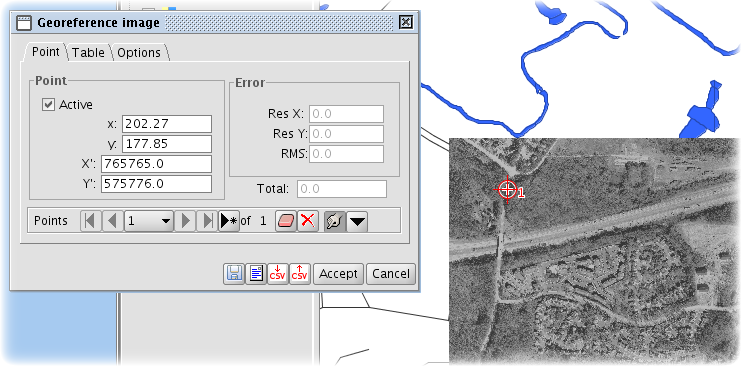 Georeference image
Point Table Options
Point
Active
x: 202.27
y: 177.85
X': 765765.0
Y': 575776.0
Error
Res X: 0.0
Res Y: 0.0
RMS: 0.0
Total: 0.0
Points 1 of 1
CSV CSV Accept Cancel
1